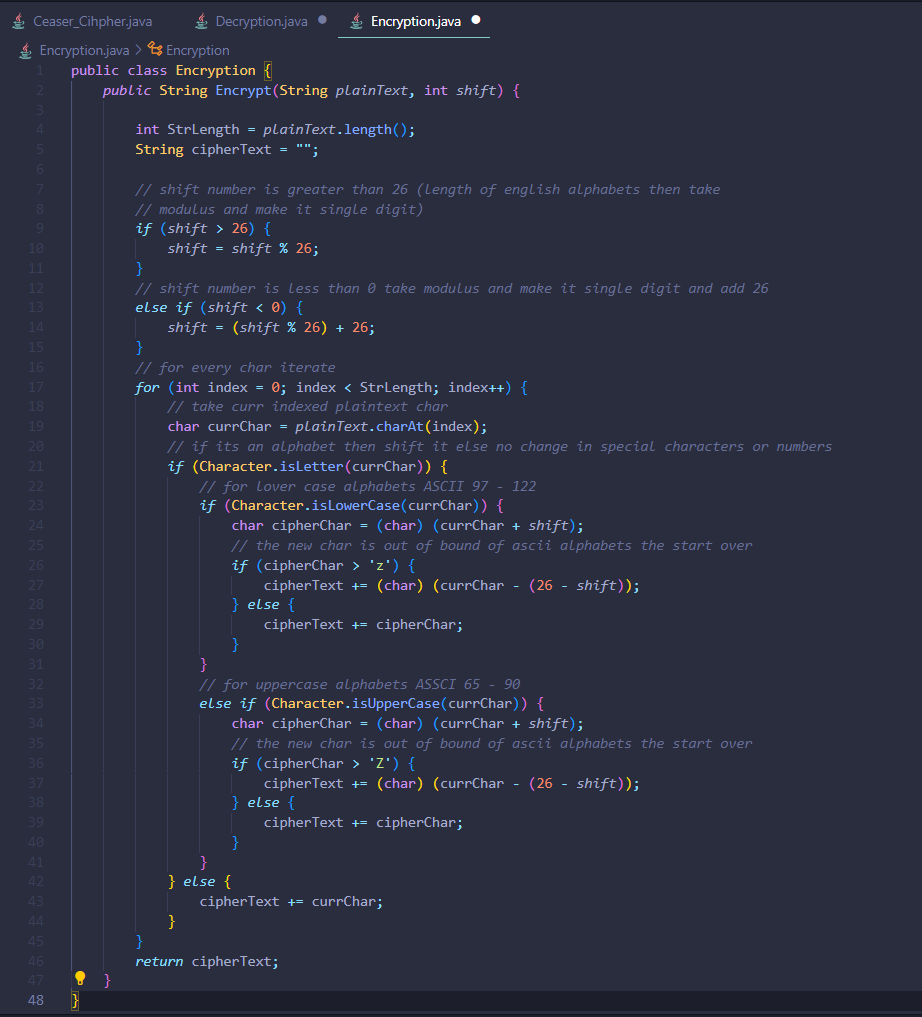 Ceaser_Cihpher.java Decryption.java Encryption.java
Encryption.java > Encryption
1 public class Encryption {
2 public String Encrypt(String plainText, int shift) {
3
4 int StrLength = plainText.length();
5 String cipherText = "";
6
7 // shift number is greater than 26 (length of english alphabets then take
8 // modulus and make it single digit)
9 if (shift > 26) {
10 shift = shift % 26;
11 }
12 // shift number is less than 0 take modulus and make it single digit and add 26
13 else if (shift < 0) {
14 shift = (shift % 26) + 26;
15 }
16 // for every char iterate
17 for (int index = 0; index < StrLength; index++) {
18 // take curr indexed plaintext char
19 char currChar = plainText.charAt(index);
20 // if its an alphabet then shift it else no change in special characters or numbers
21 if (Character.isLetter(currChar)) {
22 // for lover case alphabets ASCII 97 - 122
23 if (Character.isLowerCase(currChar)) {
24 char cipherChar = (char) (currChar + shift);
25 // the new char is out of bound of ascii alphabets the start over
26 if (cipherChar > 'z') {
27 cipherText += (char) (currChar - (26 - shift));
28 } else {
29 cipherText += cipherChar;
30 }
31 }
32 // for uppercase alphabets ASSCI 65 - 90
33 else if (Character.isUpperCase(currChar)) {
34 char cipherChar = (char) (currChar + shift);
35 // the new char is out of bound of ascii alphabets the start over
36 if (cipherChar > 'Z') {
37 cipherText += (char) (currChar - (26 - shift));
38 } else {
39 cipherText += cipherChar;
40 }
41 }
42 } else {
43 cipherText += currChar;
44 }
45 }
46 return cipherText;
47 }
48 }